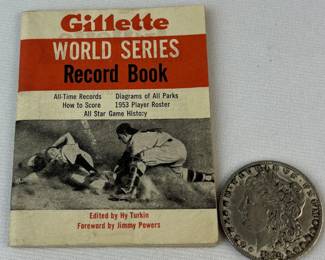 Gillette
WORLD SERIES
Record Book
All-Time Records Diagrams of All Parks
How to Score 1953 Player Roster
All Star Game History
Edited by Hy Turkin
Foreword by Jimmy Powers